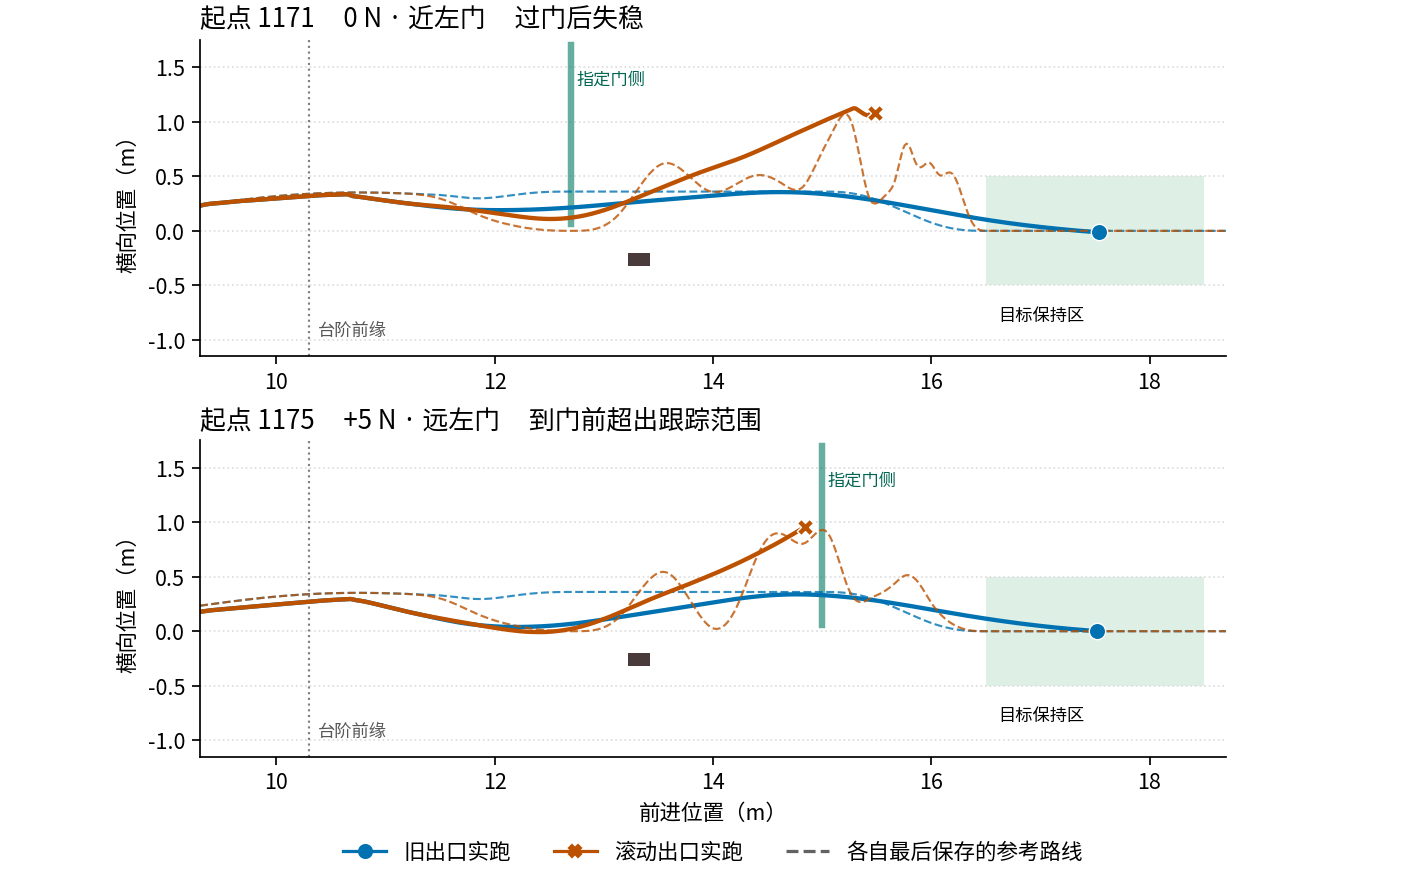 起点 1171 0 N · 近左门 过门后失稳
1.5
1.0
0.5
0.0
-0.5
-1.0
横向位置（m）
指定门侧
台阶前缘
目标保持区
10 12 14 16 18
起点 1175 +5 N · 远左门 到门前超出跟踪范围
1.5
1.0
0.5
0.0
-0.5
-1.0
横向位置（m）
指定门侧
台阶前缘
目标保持区
10 12 14 16 18
前进位置（m）
旧出口实跑 滚动出口实跑 各自最后保存的参考路线